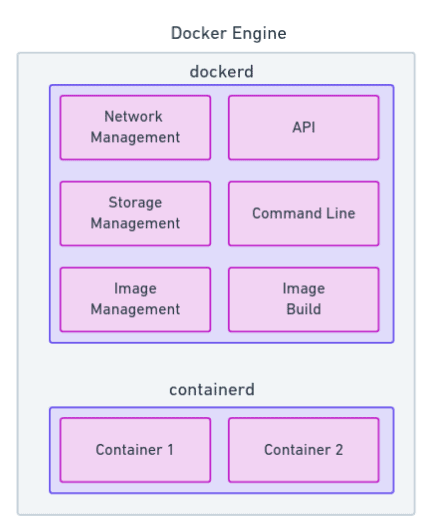 Docker Engine
dockerd
Network
Management
API
Storage
Management
Command Line
Image
Management
Image
Build
containerd
Container 1
Container 2